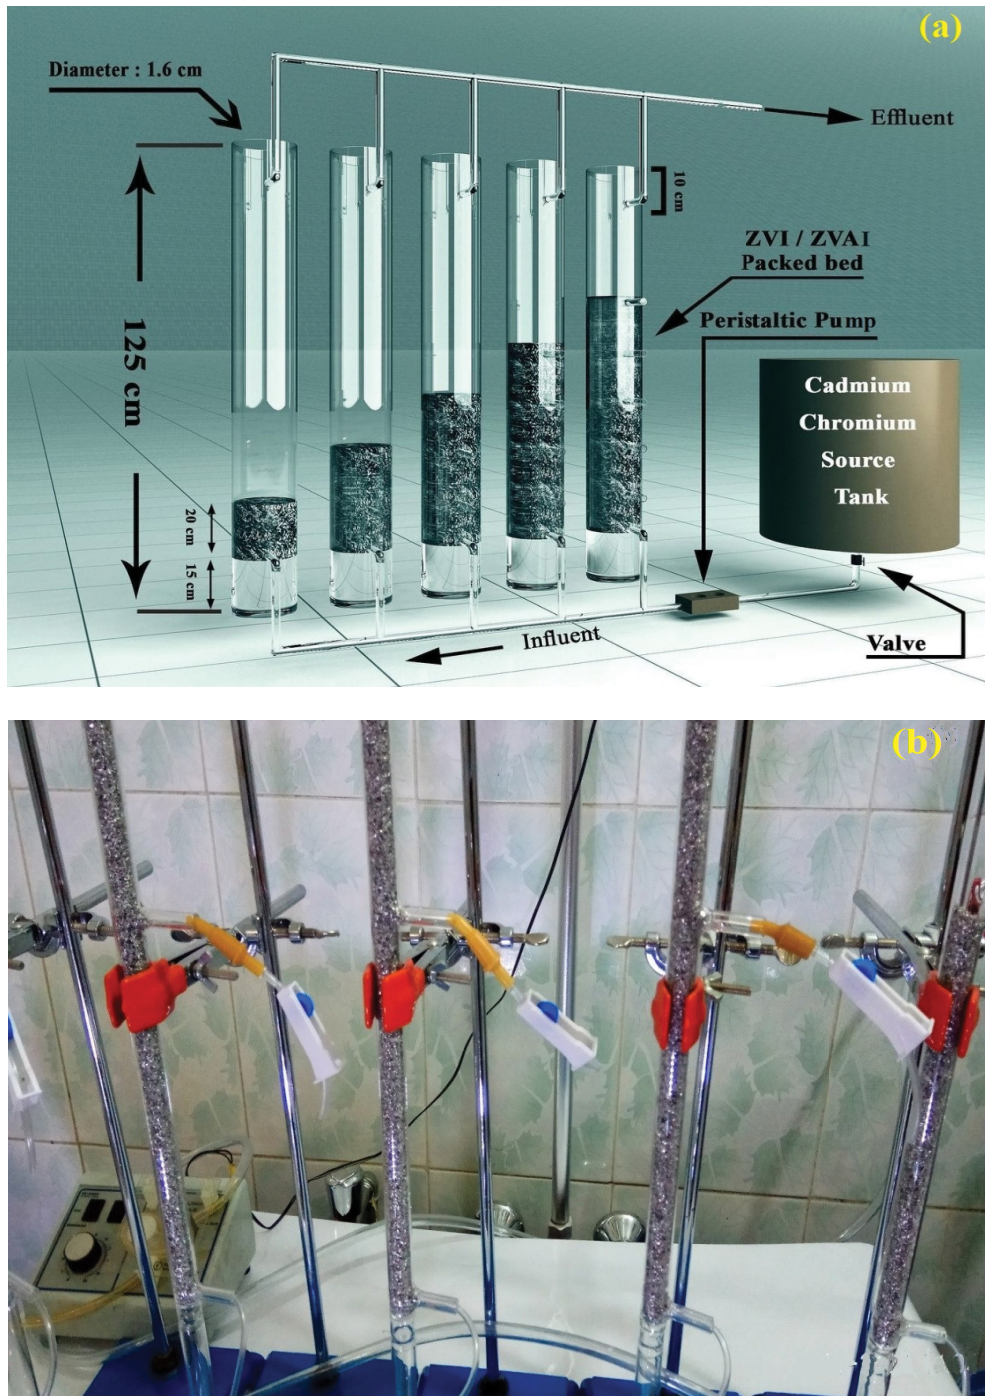 (a)
Diameter : 1.6 cm
Effluent
10 cm
ZVI / ZVAI
Packed bed
Peristaltic Pump
125 cm
Cadmium
Chromium
Source
Tank
20 cm
15 cm
Influent
Valve
(b)